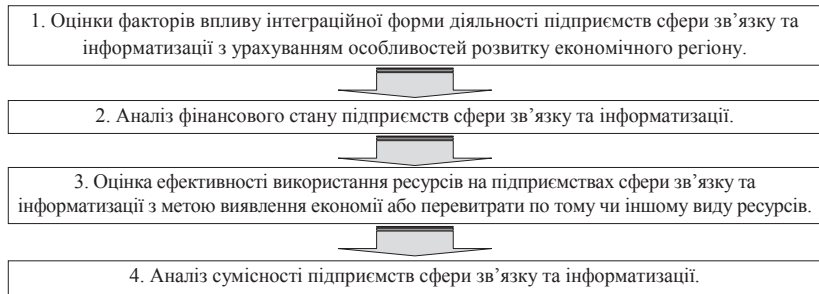 1. Оцінки факторів впливу інтеграційної форми діяльності підприємств сфери зв’язку та
інформатизації з урахуванням особливостей розвитку економічного регіону.
2. Аналіз фінансового стану підприємств сфери зв’язку та інформатизації.
3. Оцінка ефективності використання ресурсів на підприємствах сфери зв’язку та
інформатизації з метою виявлення економії або перевитрати по тому чи іншому виду ресурсів.
4. Аналіз сумісності підприємств сфери зв’язку та інформатизації.